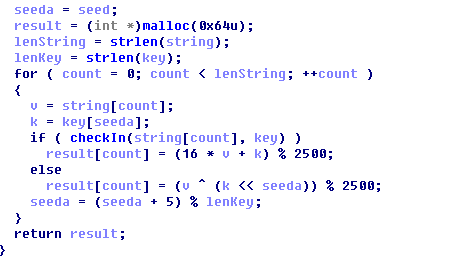 seeda = seed;
result = (int *)malloc(0x64u);
lenString = strlen(string);
lenKey = strlen(key);
for ( count = 0; count < lenString; ++count )
{
v = string[count];
k = key[seeda];
if ( checkIn(string[count], key) )
result[count] = (16 * v + k) % 2500;
else
result[count] = (v ^ (k << seeda)) % 2500;
seeda = (seeda + 5) % lenKey;
}
return result;
}